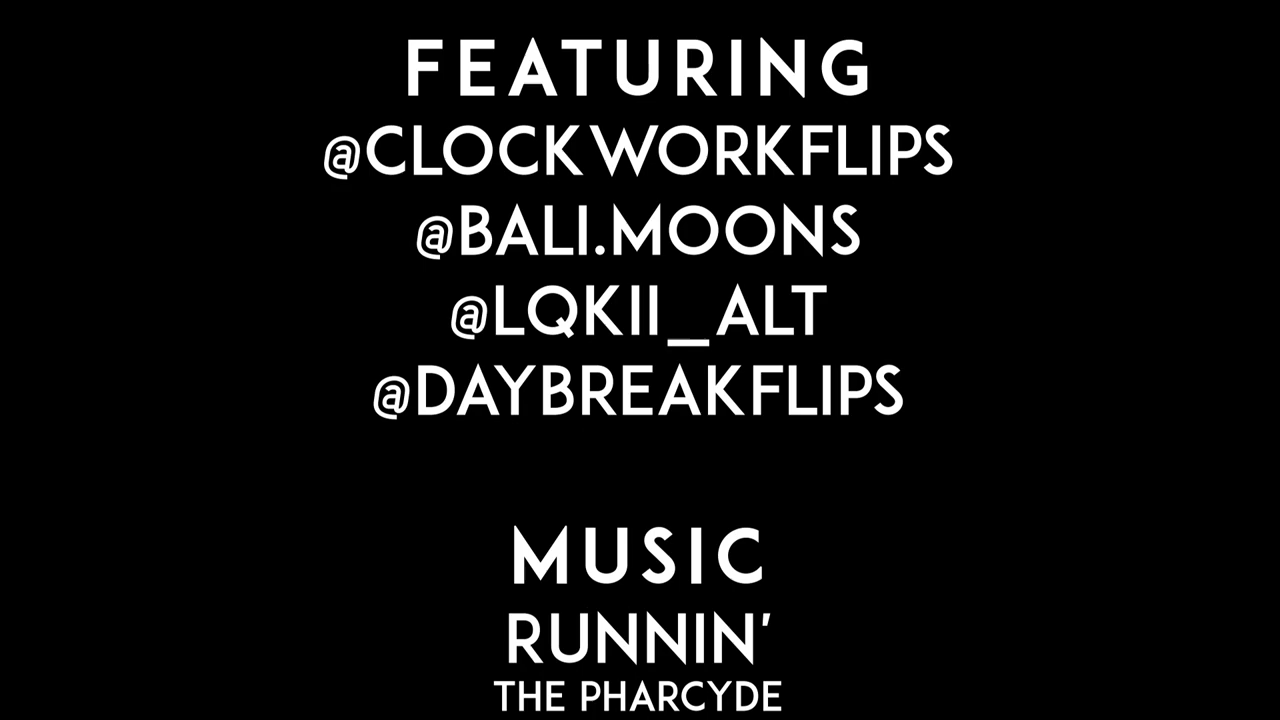 FEATURING
@CLOCKWORKFLIPS
@BALI.MOONS
@LQKII_ALT
@DAYBREAKFLIPS
MUSIC
RUNNIN'
THE PHARCYDE